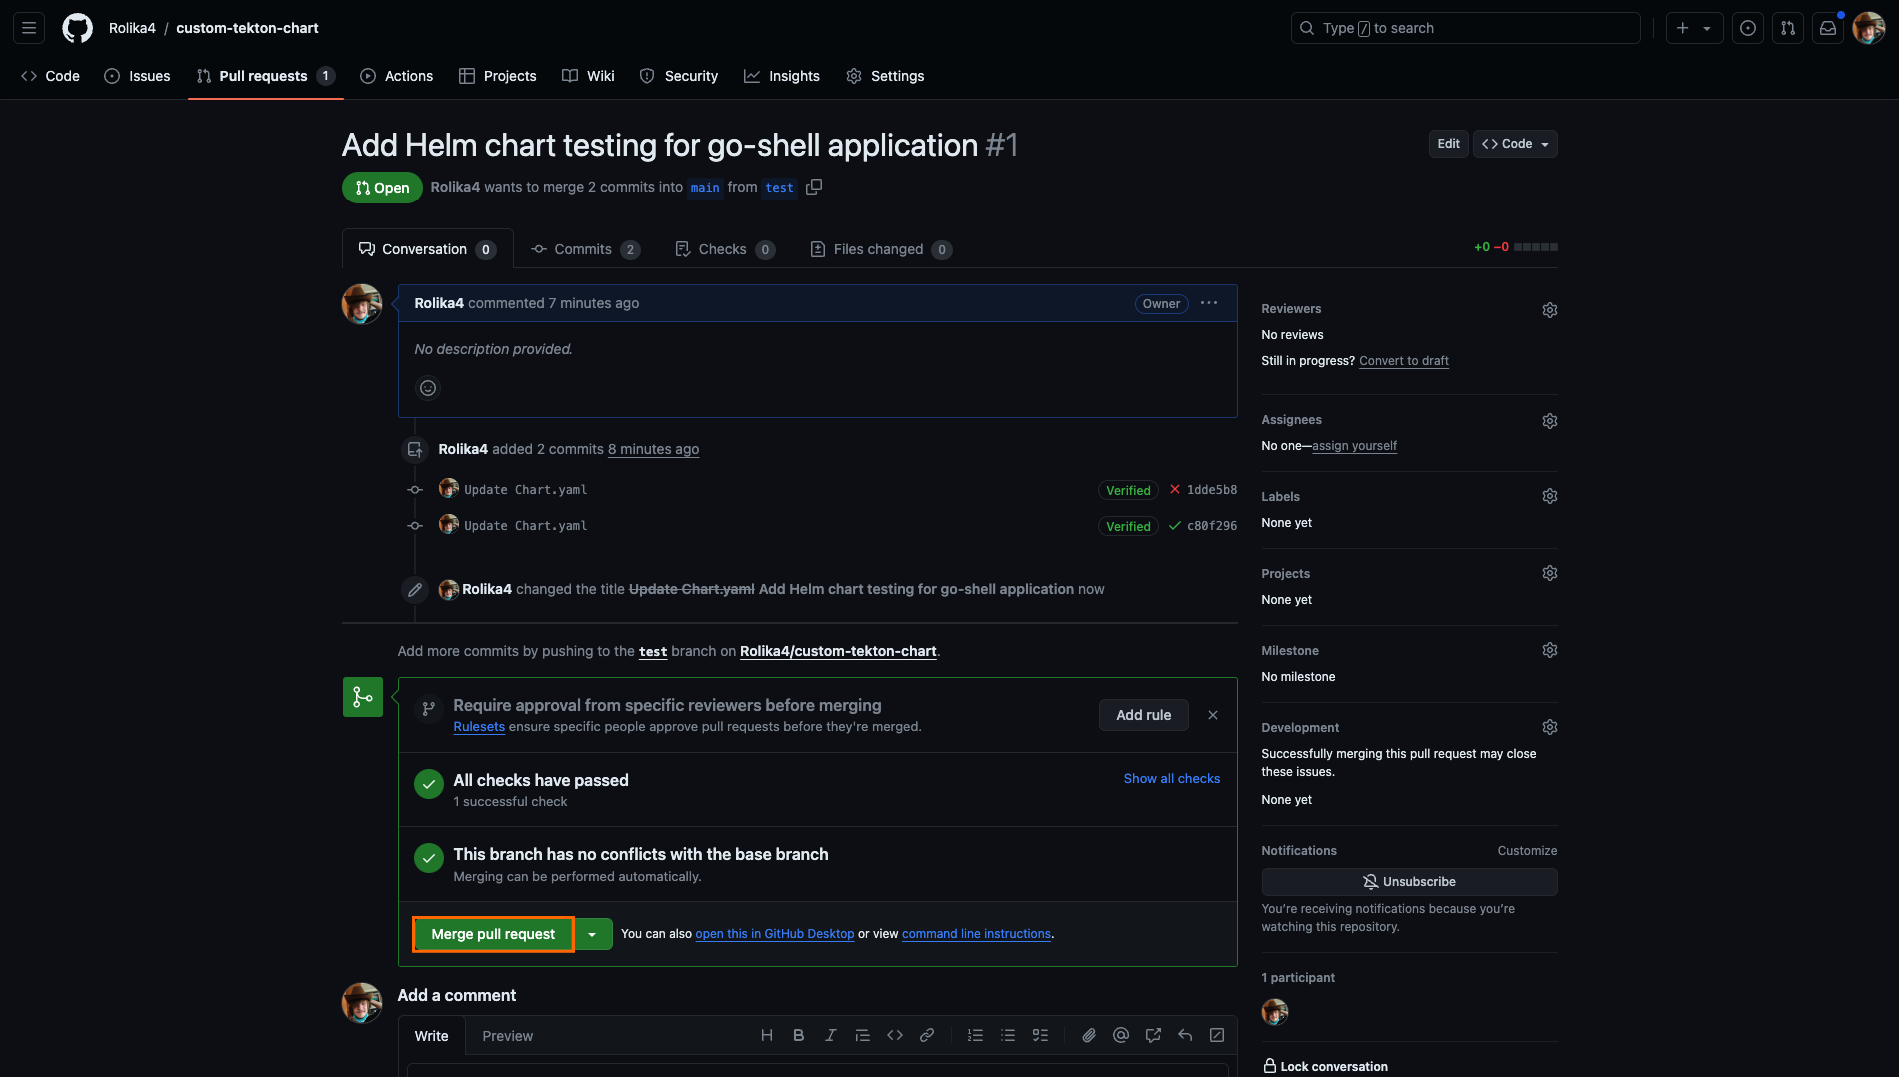 Rolika4 / custom-tekton-chart
Type / to search
Code
Issues
Pull requests 1
Actions
Projects
Wiki
Security
Insights
Settings
Add Helm chart testing for go-shell application #1
Edit
Code
Open
Rolika4 wants to merge 2 commits into main from test
Conversation 0
Commits 2
Checks 0
Files changed 0
+0 −0
Rolika4 commented 7 minutes ago
Owner
No description provided.
Rolika4 added 2 commits 8 minutes ago
Update Chart.yaml
Verified
1dde5b8
Update Chart.yaml
Verified
c80f296
Rolika4 changed the title Update Chart.yaml Add Helm chart testing for go-shell application now
Add more commits by pushing to the test branch on Rolika4/custom-tekton-chart.
Require approval from specific reviewers before merging
Rulesets ensure specific people approve pull requests before they're merged.
Add rule
All checks have passed
1 successful check
Show all checks
This branch has no conflicts with the base branch
Merging can be performed automatically.
Merge pull request
You can also open this in GitHub Desktop or view command line instructions.
Add a comment
Write
Preview
Reviewers
No reviews
Still in progress? Convert to draft
Assignees
No one—assign yourself
Labels
None yet
Projects
None yet
Milestone
No milestone
Development
Successfully merging this pull request may close
these issues.
None yet
Notifications
Customize
Unsubscribe
You're receiving notifications because you're
watching this repository.
1 participant
Lock conversation